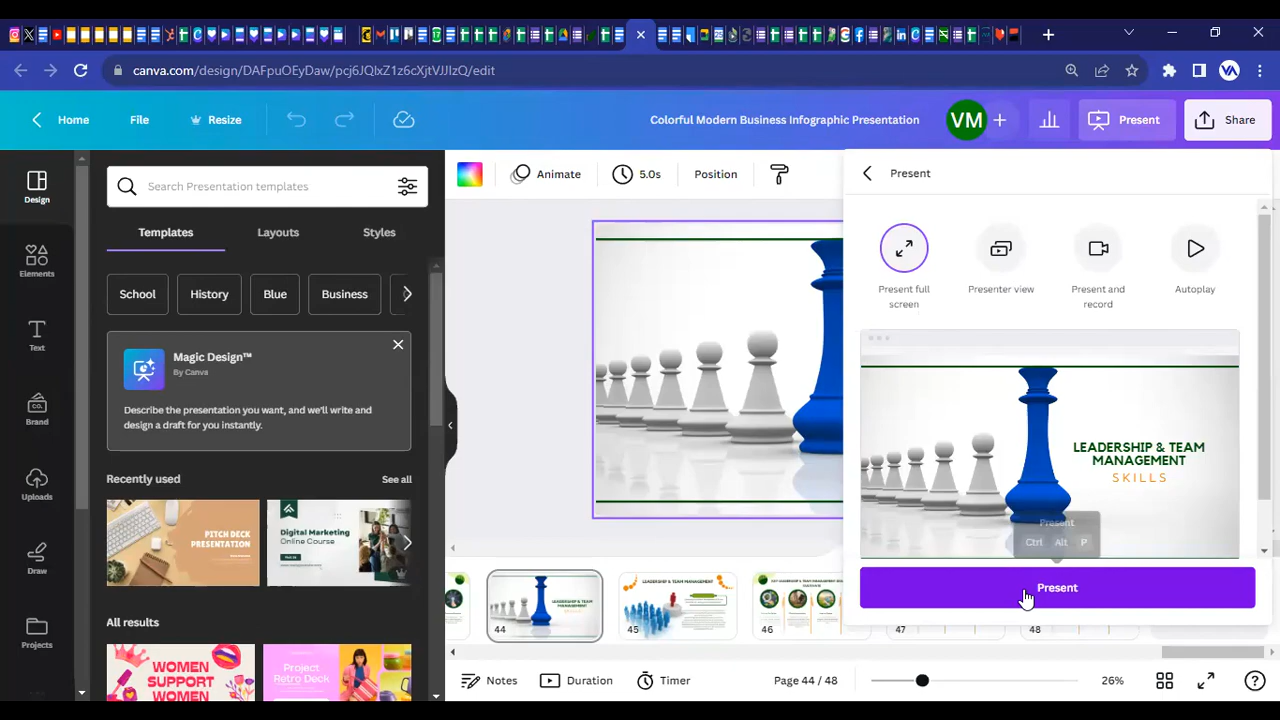 canva.com/design/DAFpuOEyDaw/pcj6JQlxZ1z6cXjtVJJlzQ/edit
Home
File
Resize
Colorful Modern Business Infographic Presentation
VM
Present
Share
Design
Elements
Text
Brand
Uploads
Draw
Projects
Search Presentation templates
Templates
Layouts
Styles
School
History
Blue
Business
Magic Design™
By Canva
Describe the presentation you want, and we'll write and
design a draft for you instantly.
Recently used
See all
PITCH DECK
PRESENTATION
Digital Marketing
Online Course
All results
WOMEN
SUPPORT
WOMEN
Project
Retro Deck
Animate
5.0s
Position
Present
Present full
screen
Presenter view
Present and
record
Autoplay
LEADERSHIP & TEAM
MANAGEMENT
SKILLS
Present
Ctrl Alt P
Present
44
LEADERSHIP & TEAM MANAGEMENT
45
46
47
48
Notes
Duration
Timer
Page 44 / 48
26%